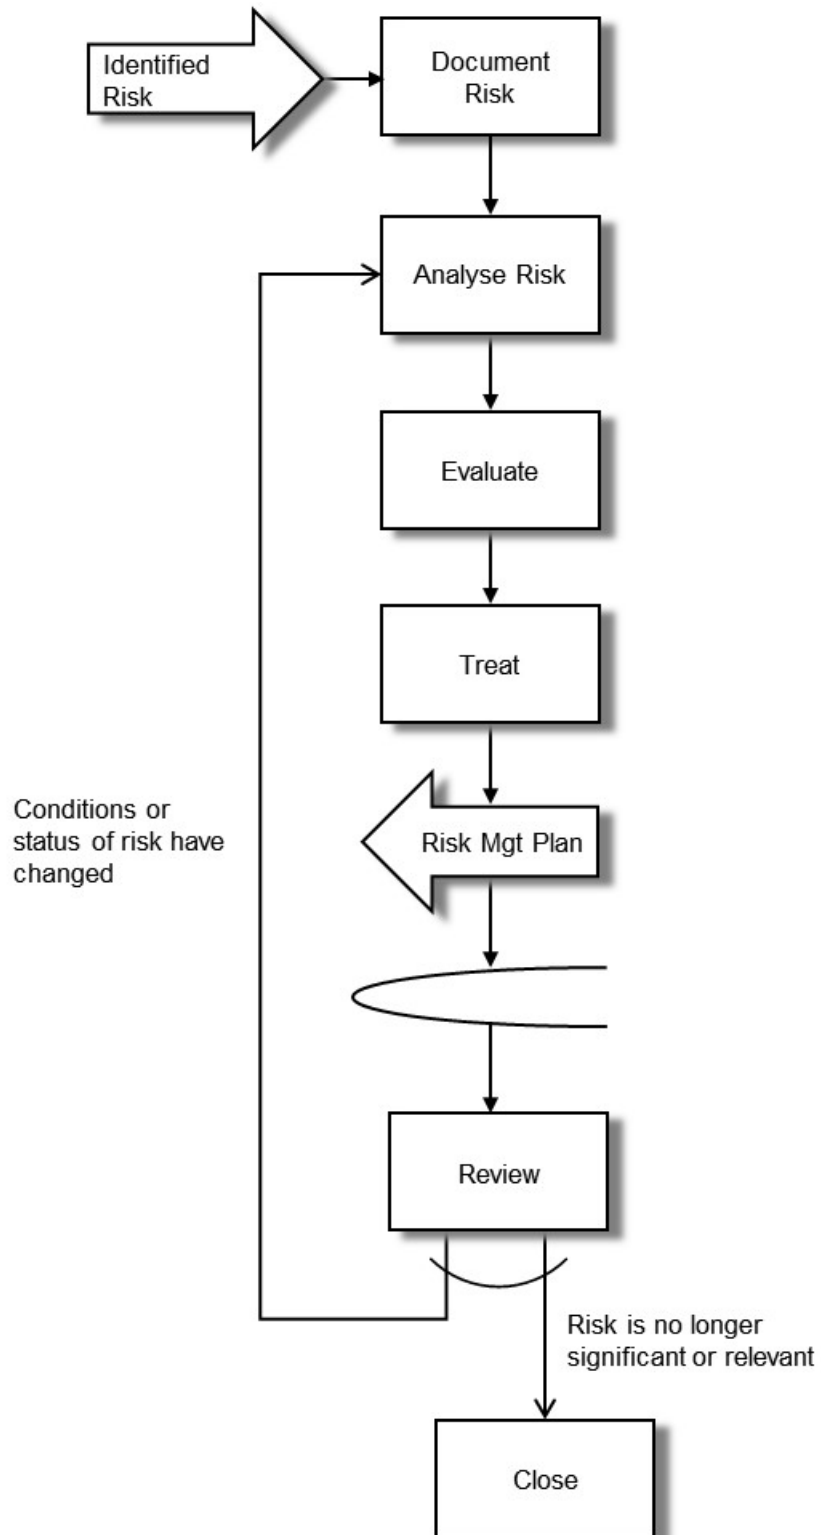 Identified
Risk
Document
Risk
Analyse Risk
Evaluate
Treat
Conditions or
status of risk have
changed
Risk Mgt Plan
Review
Risk is no longer
significant or relevant
Close